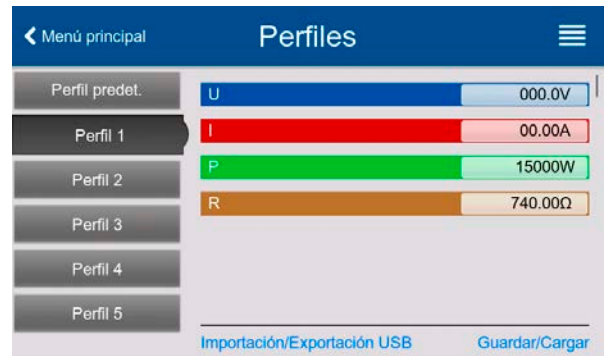 Menú principal
Perfiles
Perfil predet.
Perfil 1
Perfil 2
Perfil 3
Perfil 4
Perfil 5
U 000.0V
I 00.00A
P 15000W
R 740.00Ω
Importación/Exportación USB
Guardar/Cargar